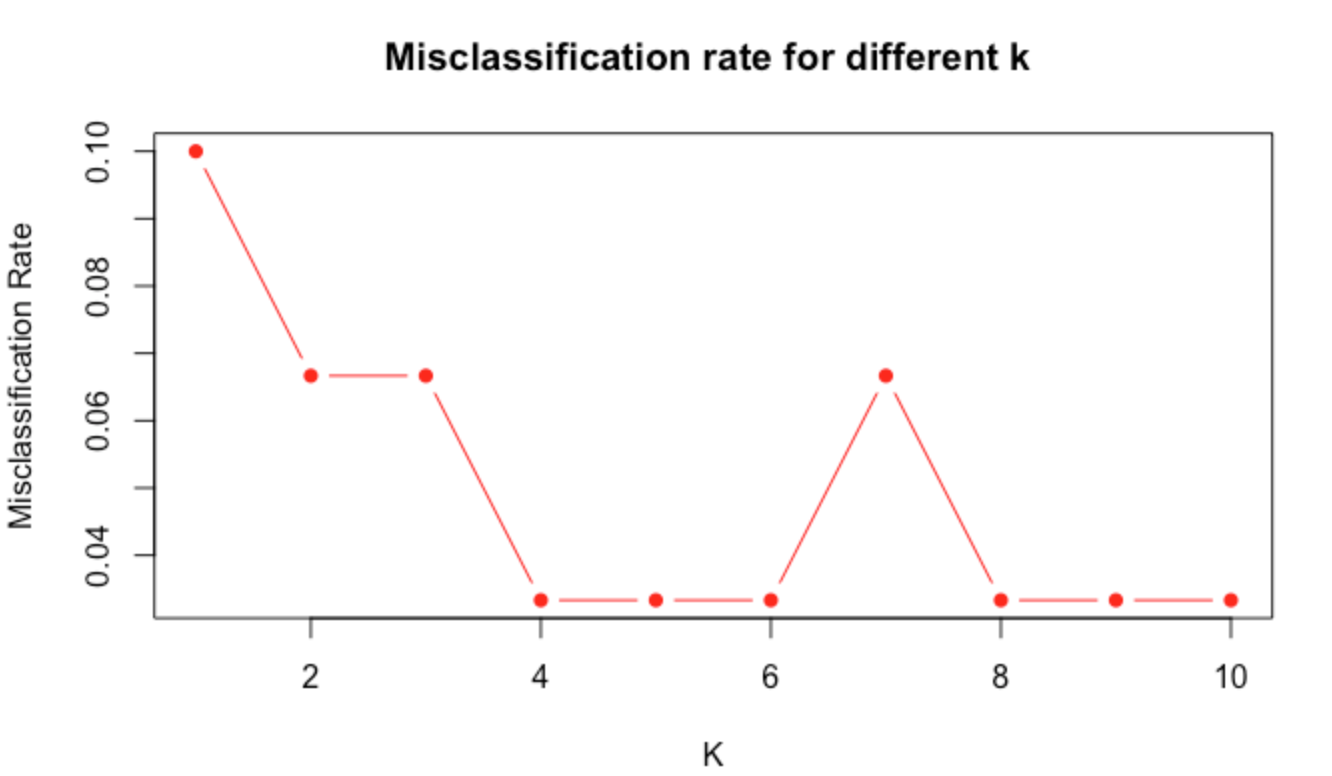 Misclassification rate for different k
Misclassification Rate
0.10
0.08
0.06
0.04
2 4 6 8 10
K